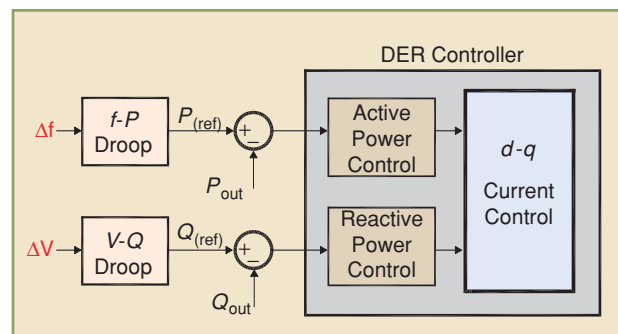 DER Controller
Δf
f-P
Droop
P(ref)
+
−
Pout
Active
Power
Control
d-q
Current
Control
ΔV
V-Q
Droop
Q(ref)
+
−
Qout
Reactive
Power
Control